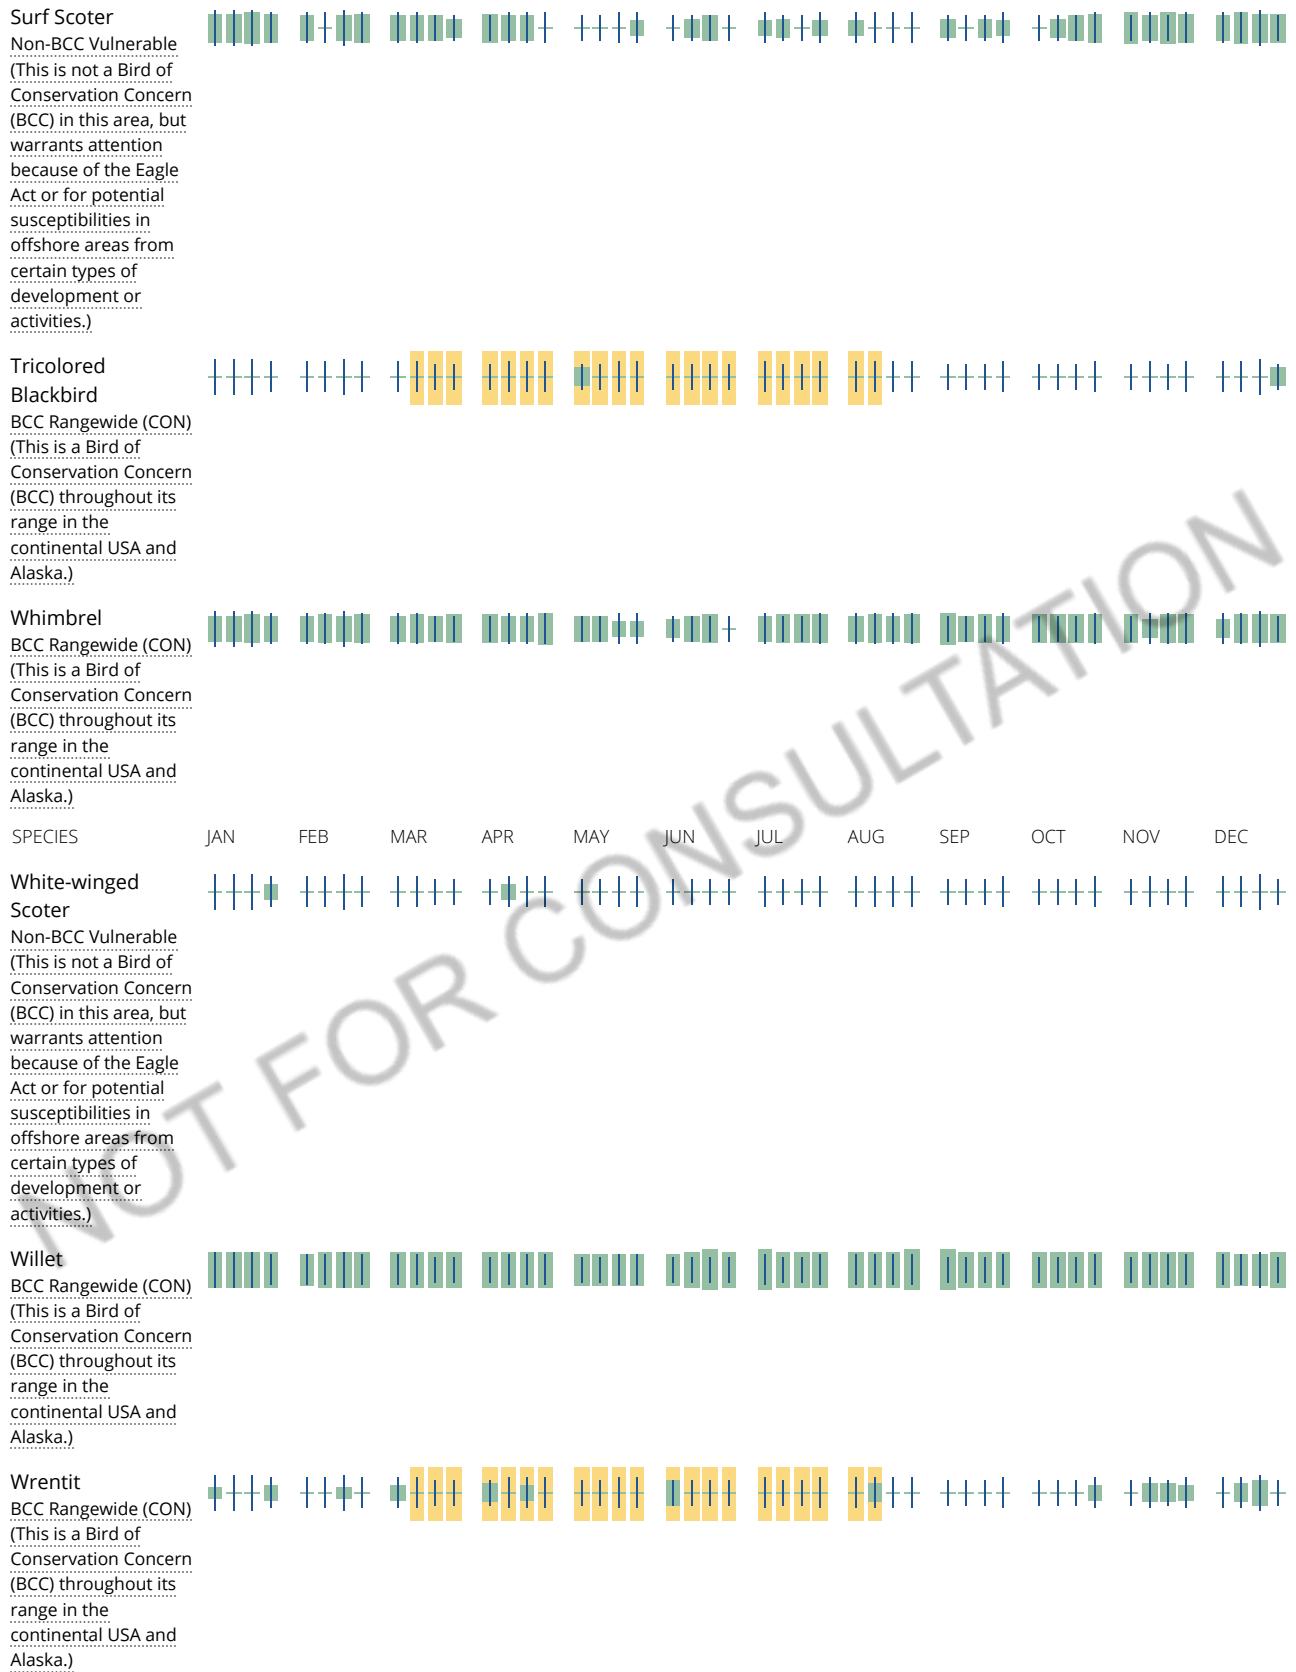 Surf Scoter
Non-BCC Vulnerable
(This is not a Bird of
Conservation Concern
(BCC) in this area, but
warrants attention
because of the Eagle
Act or for potential
susceptibilities in
offshore areas from
certain types of
development or
activities.)
Tricolored
Blackbird
BCC Rangewide (CON)
(This is a Bird of
Conservation Concern
(BCC) throughout its
range in the
continental USA and
Alaska.)
Whimbrel
BCC Rangewide (CON)
(This is a Bird of
Conservation Concern
(BCC) throughout its
range in the
continental USA and
Alaska.)
SPECIES JAN FEB MAR APR MAY JUN JUL AUG SEP OCT NOV DEC
White-winged
Scoter
Non-BCC Vulnerable
(This is not a Bird of
Conservation Concern
(BCC) in this area, but
warrants attention
because of the Eagle
Act or for potential
susceptibilities in
offshore areas from
certain types of
development or
activities.)
Willet
BCC Rangewide (CON)
(This is a Bird of
Conservation Concern
(BCC) throughout its
range in the
continental USA and
Alaska.)
Wrentit
BCC Rangewide (CON)
(This is a Bird of
Conservation Concern
(BCC) throughout its
range in the
continental USA and
Alaska.)
NOT FOR CONSULTATION